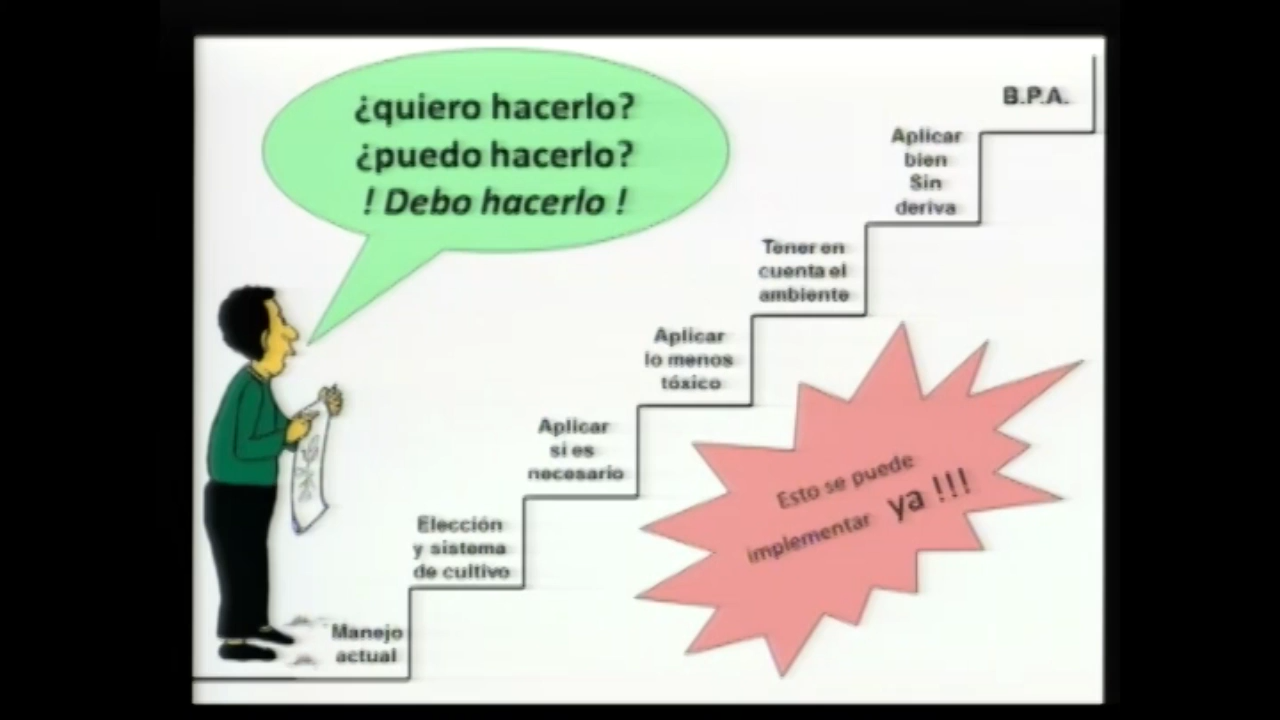 ¿quiero hacerlo?
¿puedo hacerlo?
! Debo hacerlo !
B.P.A.
Aplicar
bien
Sin
deriva
Tener en
cuenta el
ambiente
Aplicar
lo menos
tóxico
Aplicar
si es
necesario
Elección
y sistema
de cultivo
Manejo
actual
Esto se puede
implementar ya !!!